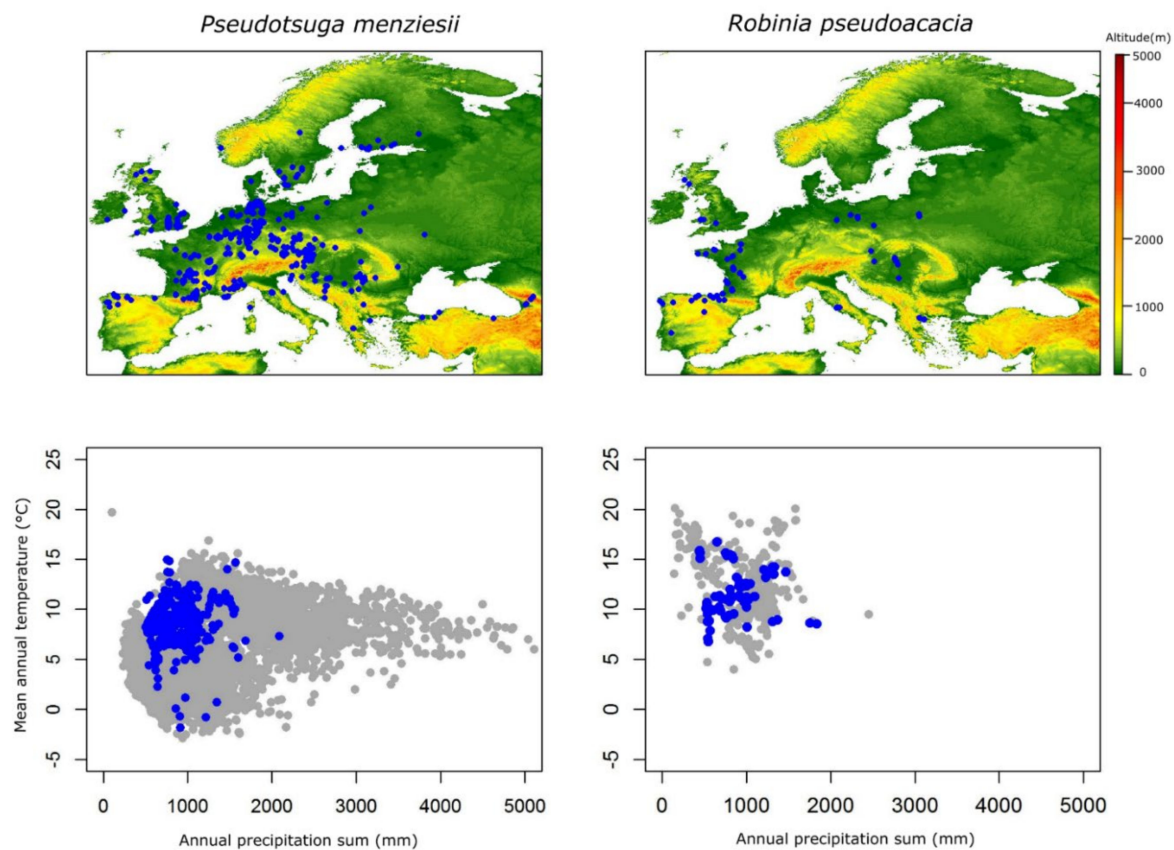 Pseudotsuga menziesii
Robinia pseudoacacia
Altitude(m)
5000
4000
3000
2000
1000
0
Mean annual temperature (°C)
25
20
15
10
5
0
-5
0 1000 2000 3000 4000 5000
Annual precipitation sum (mm)
25
20
15
10
5
0
-5
0 1000 2000 3000 4000 5000
Annual precipitation sum (mm)